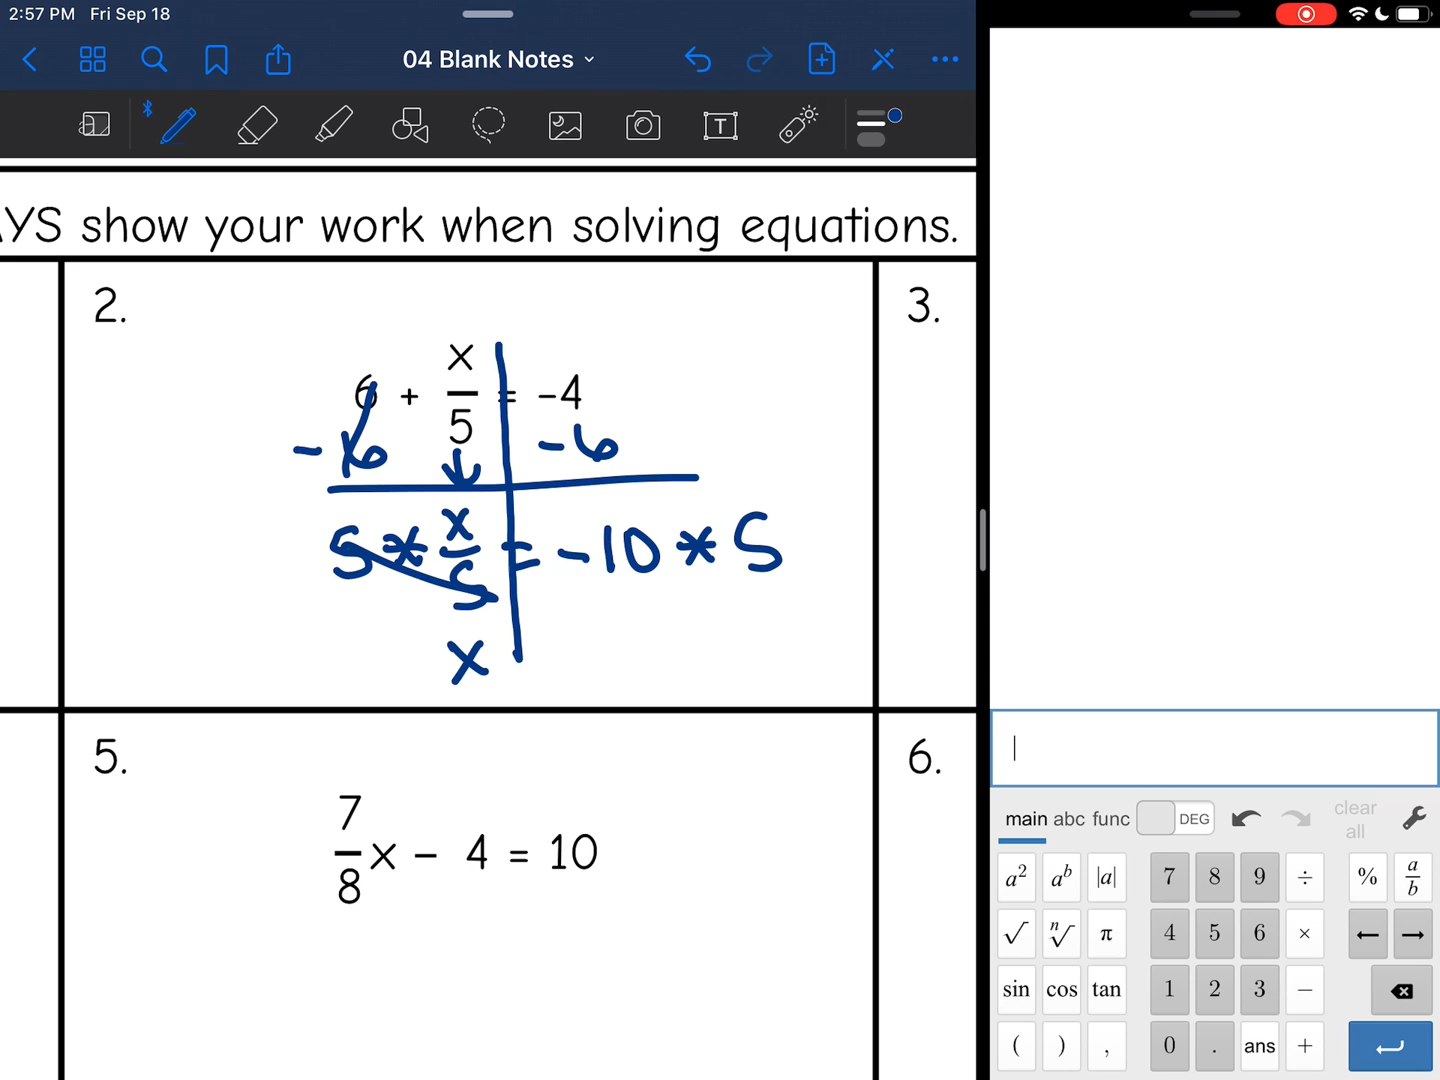 2:57 PM Fri Sep 18
04 Blank Notes
T
AYS show your work when solving equations.
2.
3.
6 + x/5 = -4
-6 -6
5 * x/5 = -10 * 5
x
5.
6.
7/8 x - 4 = 10
main abc func DEG clear all
a² aᵇ |a| 7 8 9 ÷ % a/b
√ ⁿ√ π 4 5 6 × ← →
sin cos tan 1 2 3 −
( ) , 0 . ans +